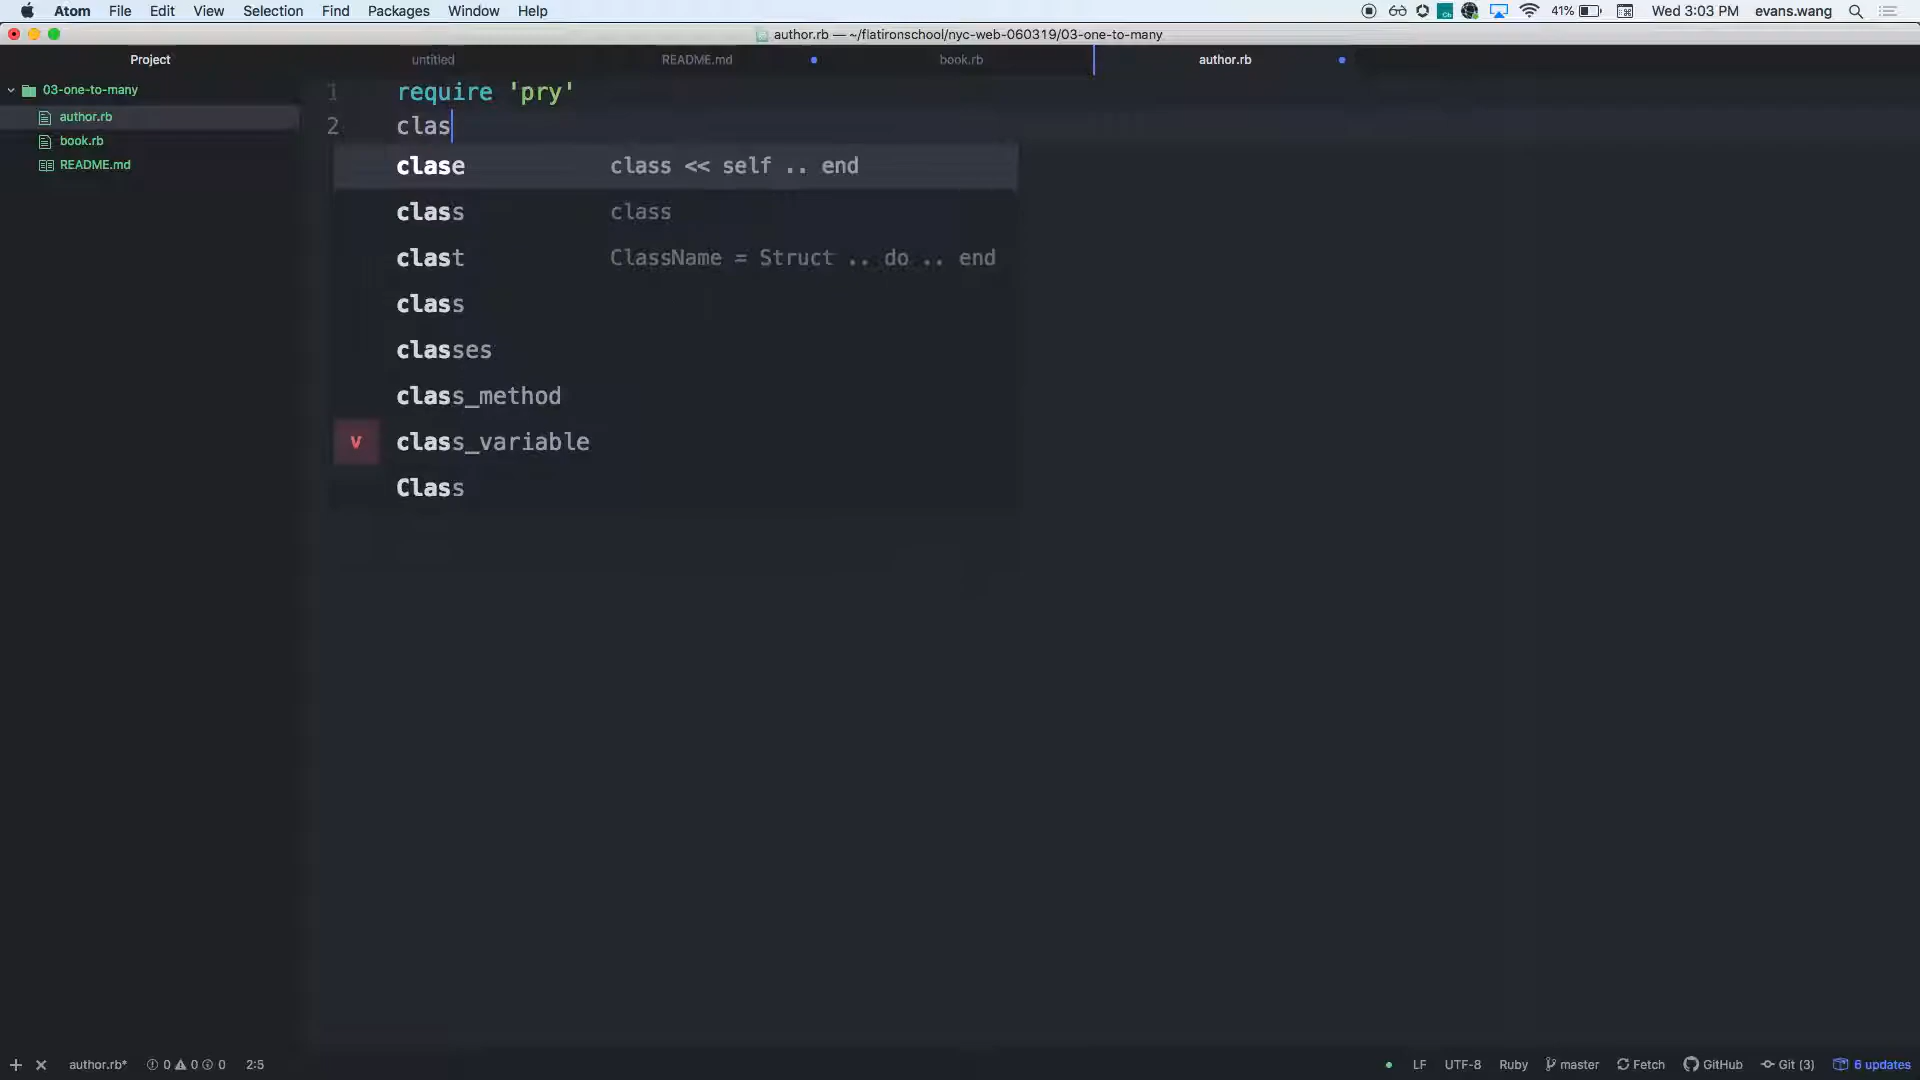 Atom File Edit View Selection Find Packages Window Help 41% Wed 3:03 PM evans.wang
author.rb — ~/flatironschool/nyc-web-060319/03-one-to-many
Project untitled README.md book.rb author.rb
03-one-to-many
author.rb
book.rb
README.md
1 require 'pry'
2 clas
clase class << self .. end
class class
clast ClassName = Struct .. do .. end
class
classes
class_method
v class_variable
Class
author.rb* 0 0 0 2:5 LF UTF-8 Ruby master Fetch GitHub Git (3) 6 updates